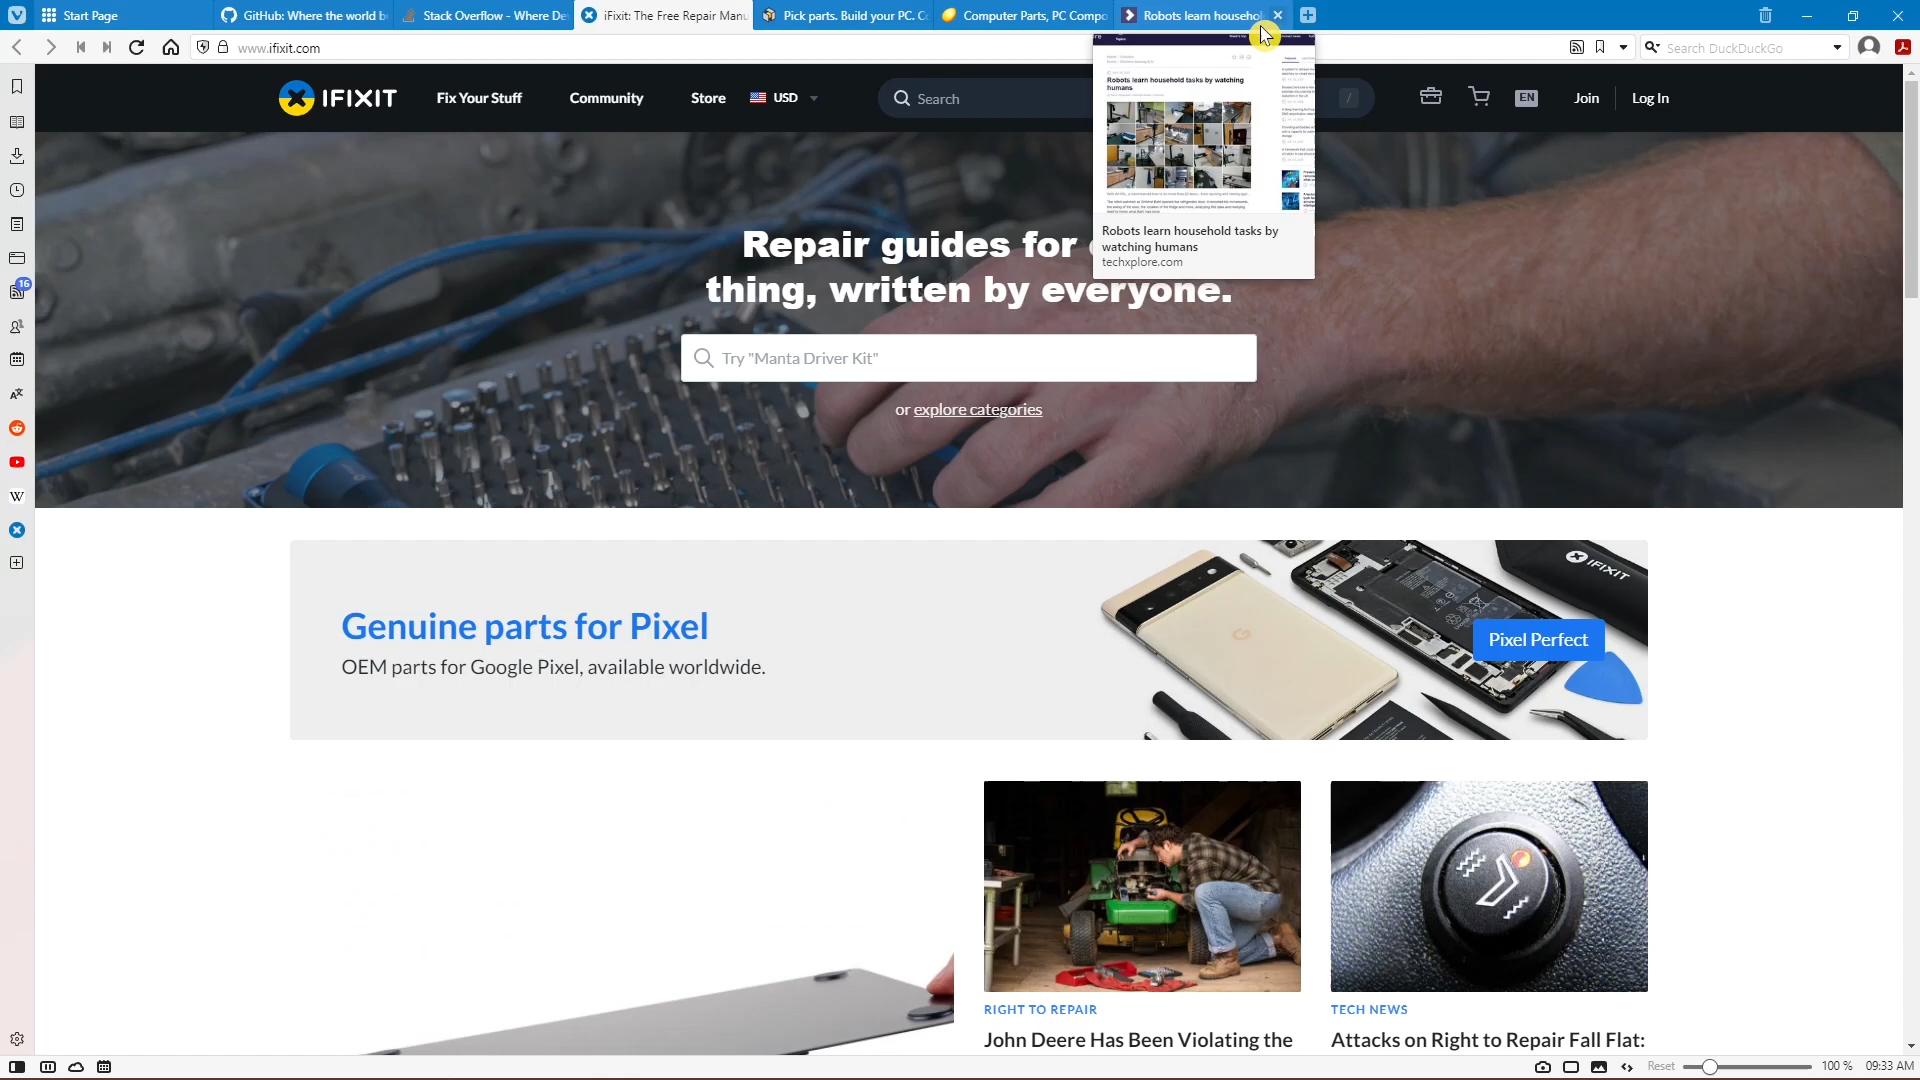 Start Page
GitHub: Where the world b
Stack Overflow - Where De
iFixit: The Free Repair Manu
Pick parts. Build your PC. C
Computer Parts, PC Compo
Robots learn househol
www.ifixit.com
Search DuckDuckGo
IFIXIT
Fix Your Stuff
Community
Store
USD
Search
/
EN
Join
Log In
Robots learn household tasks by watching
humans
Robots learn household tasks by
watching humans
techxplore.com
Repair guides for
thing, written by everyone.
Try "Manta Driver Kit"
or explore categories
16
W
Genuine parts for Pixel
OEM parts for Google Pixel, available worldwide.
IFIXIT
Pixel Perfect
RIGHT TO REPAIR
John Deere Has Been Violating the
TECH NEWS
Attacks on Right to Repair Fall Flat:
Reset
100 %
09:33 AM